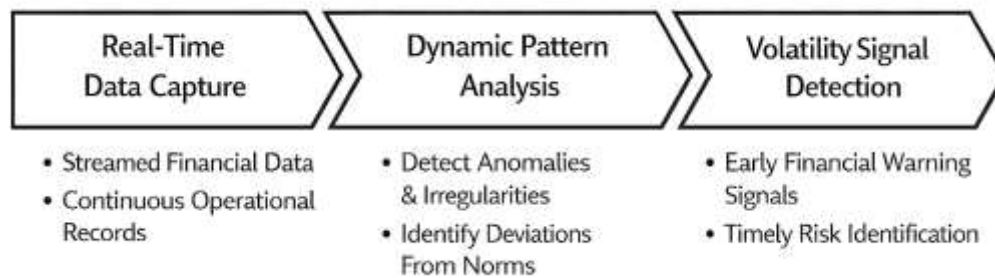 Real-Time
Data Capture
• Streamed Financial Data
• Continuous Operational
Records
Dynamic Pattern
Analysis
• Detect Anomalies
& Irregularities
• Identify Deviations
From Norms
Volatility Signal
Detection
• Early Financial Warning
Signals
• Timely Risk Identification